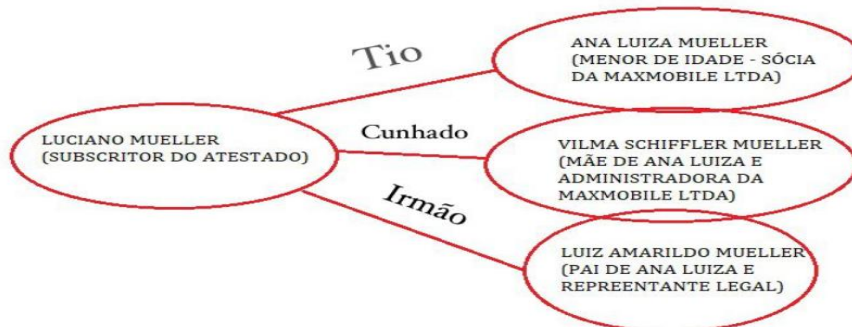 Tio
ANA LUIZA MUELLER
(MENOR DE IDADE - SÓCIA
DA MAXMOBILE LTDA)
LUCIANO MUELLER
(SUBSCRITOR DO ATESTADO)
Cunhado
VILMA SCHIFFLER MUELLER
(MÃE DE ANA LUIZA E
ADMINISTRADORA DA
MAXMOBILE LTDA)
Irmão
LUIZ AMARILDO MUELLER
(PAI DE ANA LUIZA E
REPREENTANTE LEGAL)